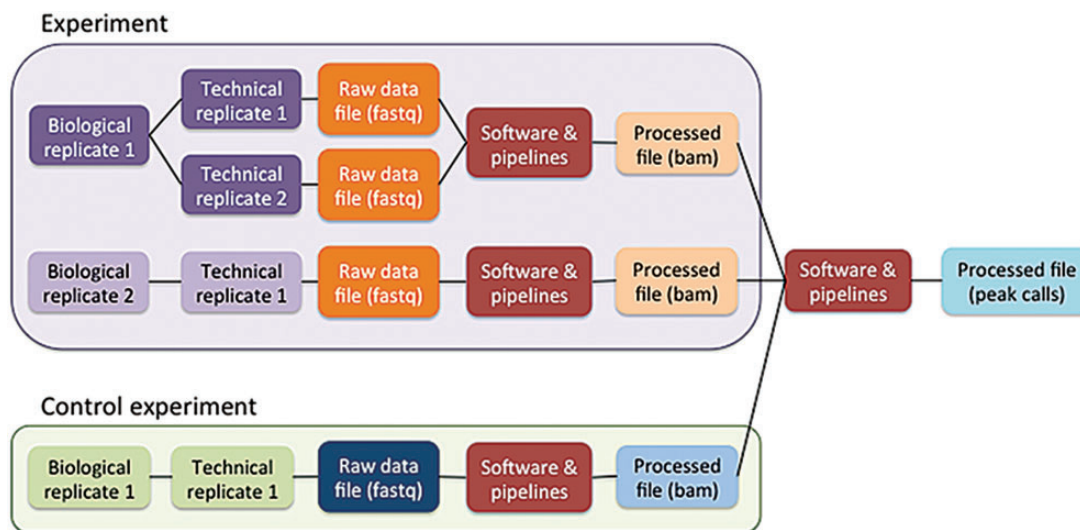 Experiment
Biological
replicate 1
Technical
replicate 1
Raw data
file (fastq)
Technical
replicate 2
Raw data
file (fastq)
Software &
pipelines
Processed
file (bam)
Biological
replicate 2
Technical
replicate 1
Raw data
file (fastq)
Software &
pipelines
Processed
file (bam)
Software &
pipelines
Processed file
(peak calls)
Control experiment
Biological
replicate 1
Technical
replicate 1
Raw data
file (fastq)
Software &
pipelines
Processed
file (bam)